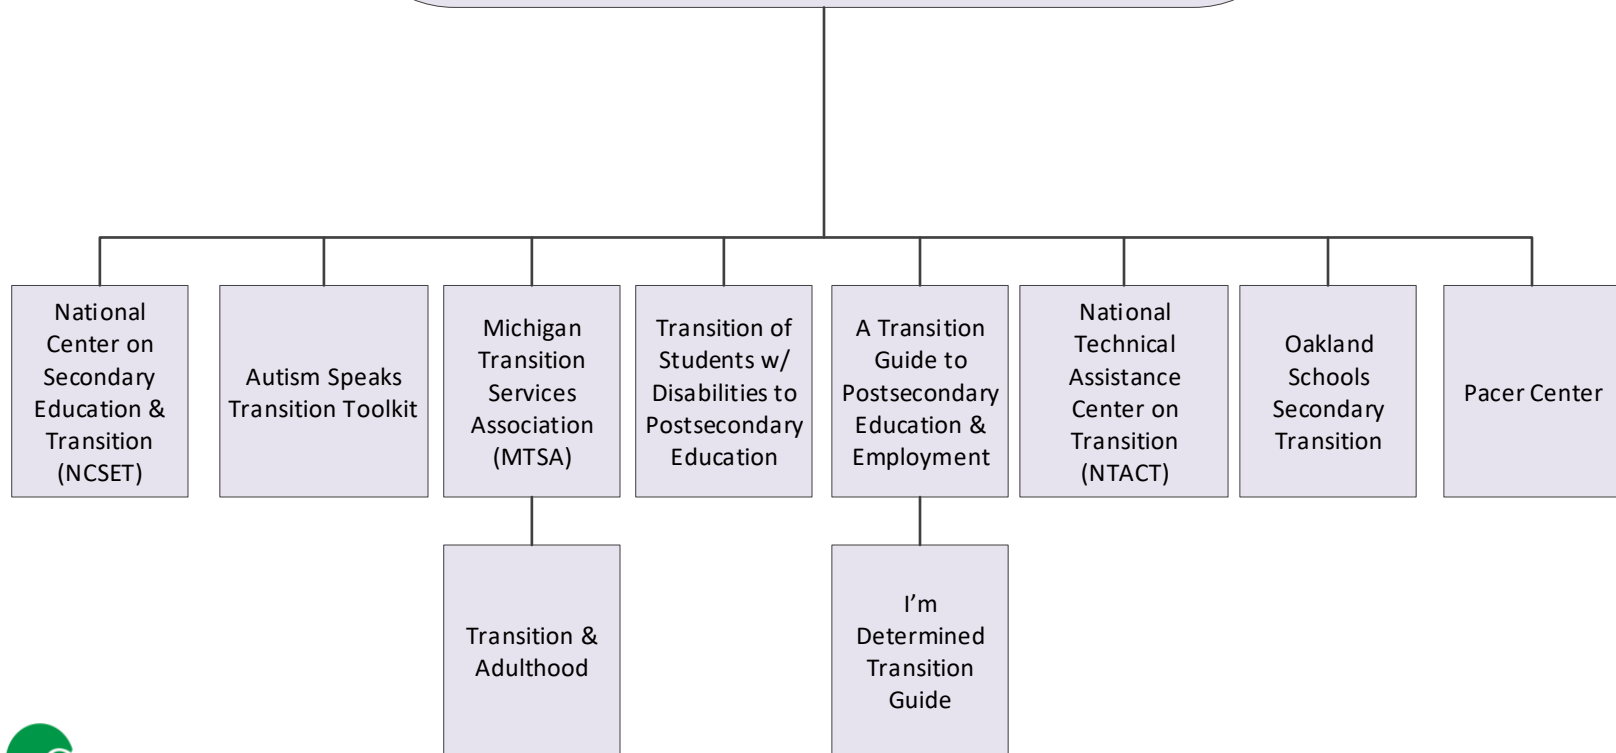 National
Center on
Secondary
Education &
Transition
(NCSET)
Autism Speaks
Transition Toolkit
Michigan
Transition
Services
Association
(MTSA)
Transition of
Students w/
Disabilities to
Postsecondary
Education
A Transition
Guide to
Postsecondary
Education &
Employment
National
Technical
Assistance
Center on
Transition
(NTACT)
Oakland
Schools
Secondary
Transition
Pacer Center
Transition &
Adulthood
I’m
Determined
Transition
Guide